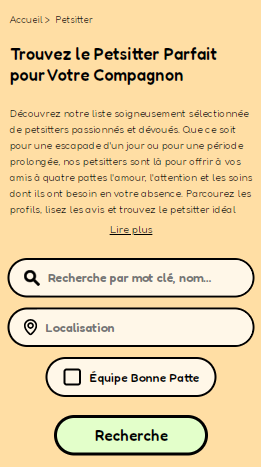 Accueil > Petsitter
Trouvez le Petsitter Parfait
pour Votre Compagnon
Découvrez notre liste soigneusement sélectionnée
de petsitters passionnés et dévoués. Que ce soit
pour une escapade d'un jour ou pour une période
prolongée, nos petsitters sont là pour offrir à vos
amis à quatre pattes l'amour, l'attention et les soins
dont ils ont besoin en votre absence. Parcourez les
profils, lisez les avis et trouvez le petsitter idéal
Lire plus
Recherche par mot clé, nom...
Localisation
Équipe Bonne Patte
Recherche